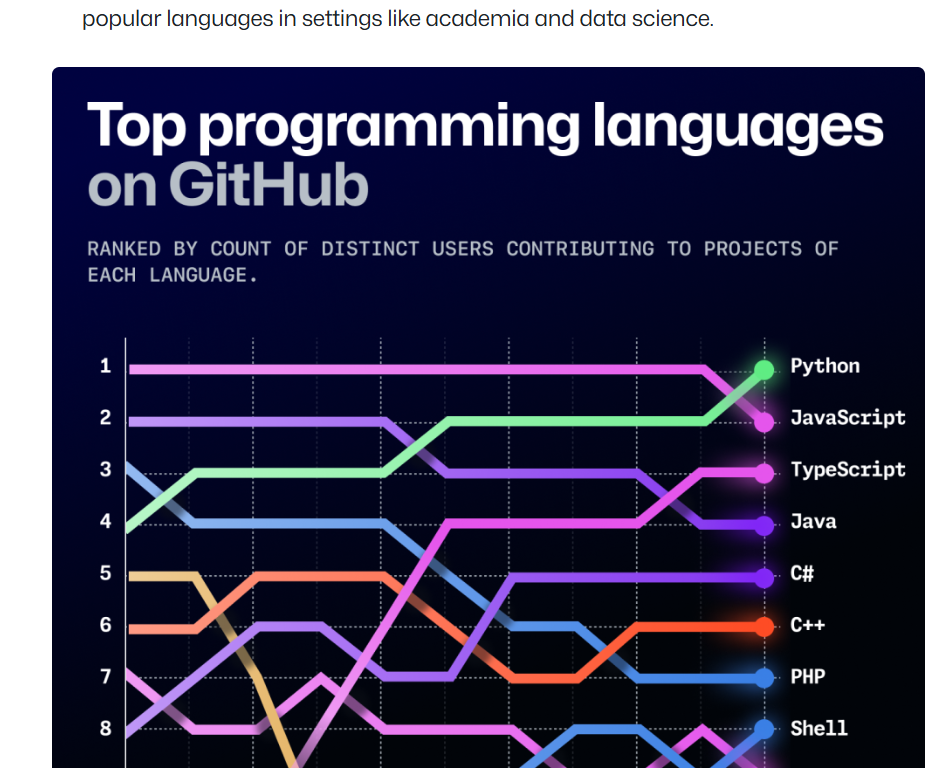 popular languages in settings like academia and data science.
Top programming languages
on GitHub
RANKED BY COUNT OF DISTINCT USERS CONTRIBUTING TO PROJECTS OF
EACH LANGUAGE.
1 Python
2 JavaScript
3 TypeScript
4 Java
5 C#
6 C++
7 PHP
8 Shell